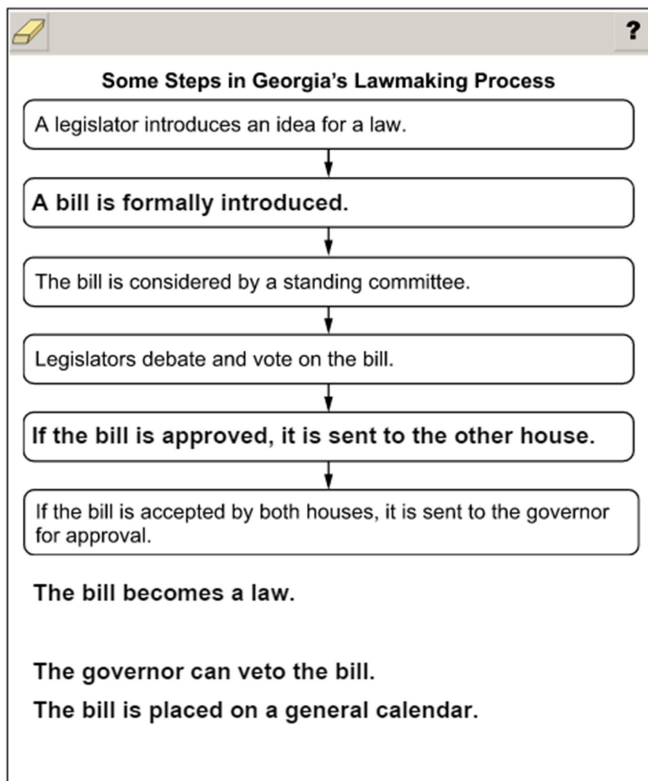 ?
Some Steps in Georgia's Lawmaking Process
A legislator introduces an idea for a law.
A bill is formally introduced.
The bill is considered by a standing committee.
Legislators debate and vote on the bill.
If the bill is approved, it is sent to the other house.
If the bill is accepted by both houses, it is sent to the governor
for approval.
The bill becomes a law.
The governor can veto the bill.
The bill is placed on a general calendar.